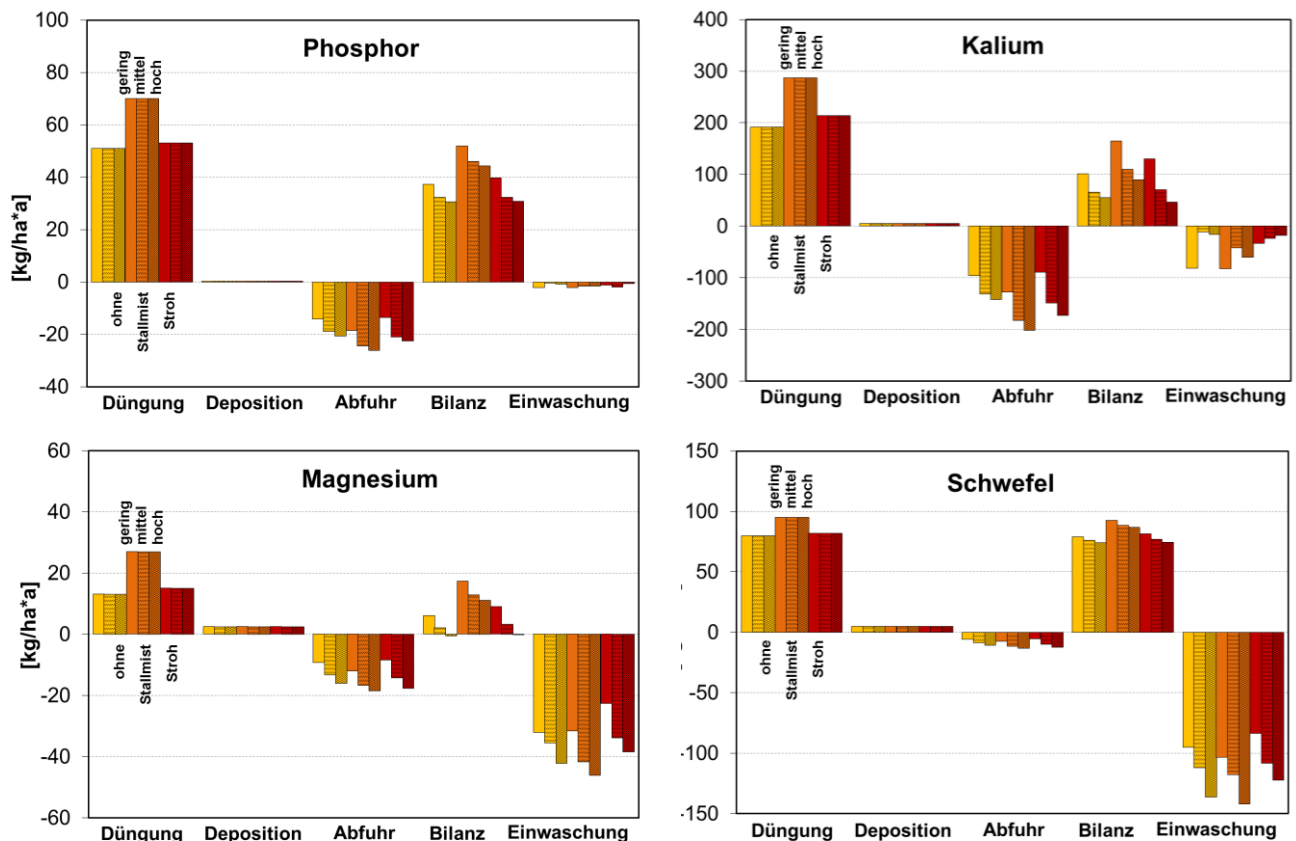 Phosphor
[kg/ha*a]
100
80
60
40
20
0
-20
-40
gering
mittel
hoch
ohne
Stallmist
Stroh
Düngung Deposition Abfuhr Bilanz Einwaschung
Kalium
400
300
200
100
0
-100
-200
-300
gering
mittel
hoch
ohne
Stallmist
Stroh
Düngung Deposition Abfuhr Bilanz Einwaschung
Magnesium
[kg/ha*a]
60
40
20
0
-20
-40
-60
gering
mittel
hoch
ohne
Stallmist
Stroh
Düngung Deposition Abfuhr Bilanz Einwaschung
Schwefel
150
100
50
0
-50
-100
-150
gering
mittel
hoch
ohne
Stallmist
Stroh
Düngung Deposition Abfuhr Bilanz Einwaschung